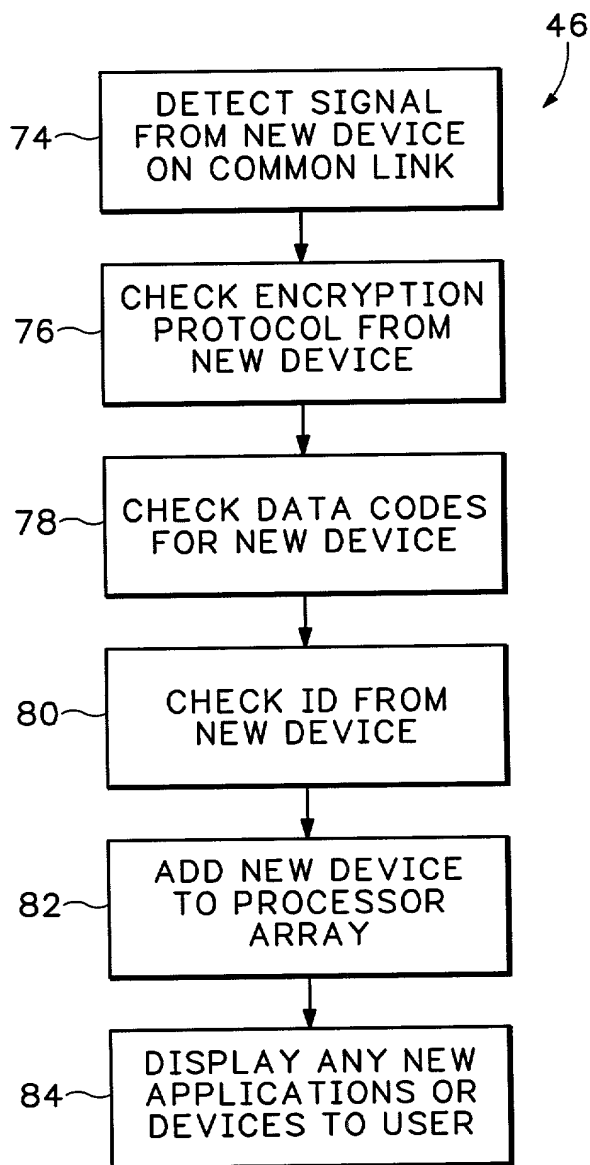 46
74
DETECT SIGNAL
FROM NEW DEVICE
ON COMMON LINK
76
CHECK ENCRYPTION
PROTOCOL FROM
NEW DEVICE
78
CHECK DATA CODES
FOR NEW DEVICE
80
CHECK ID FROM
NEW DEVICE
82
ADD NEW DEVICE
TO PROCESSOR
ARRAY
84
DISPLAY ANY NEW
APPLICATIONS OR
DEVICES TO USER